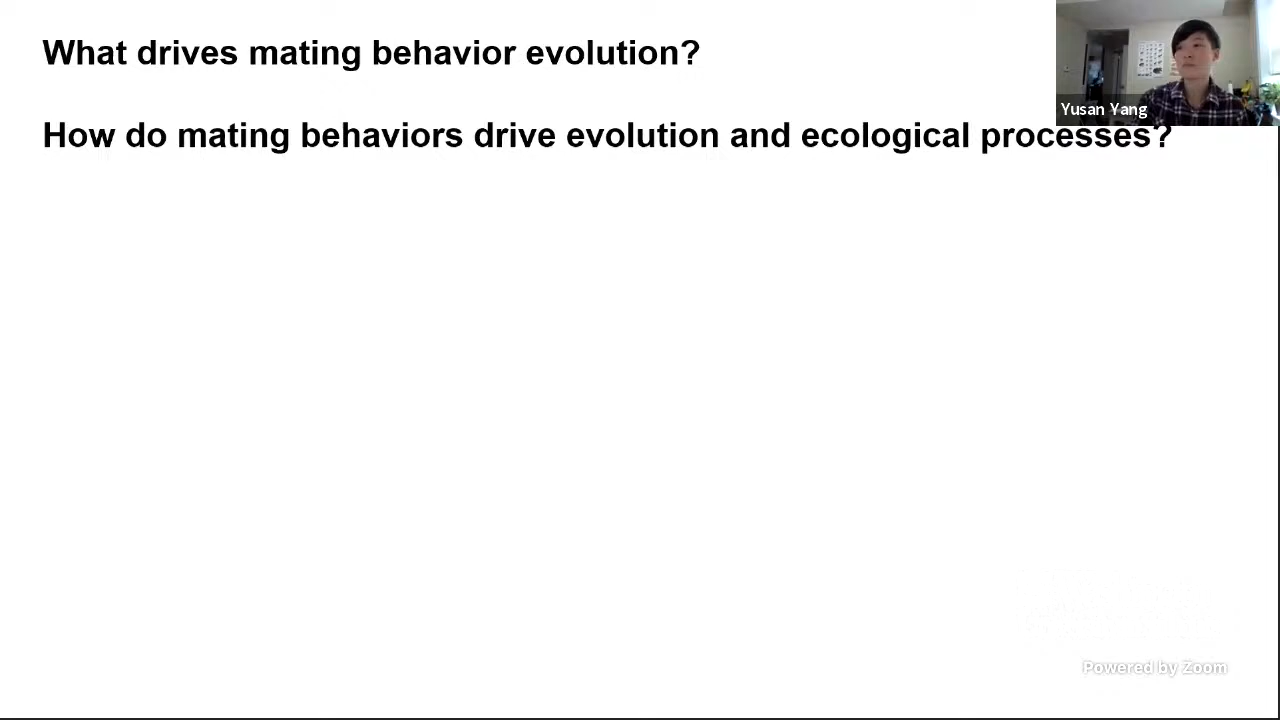 What drives mating behavior evolution?
Yusan Yang
How do mating behaviors drive evolution and ecological processes?
Powered by Zoom